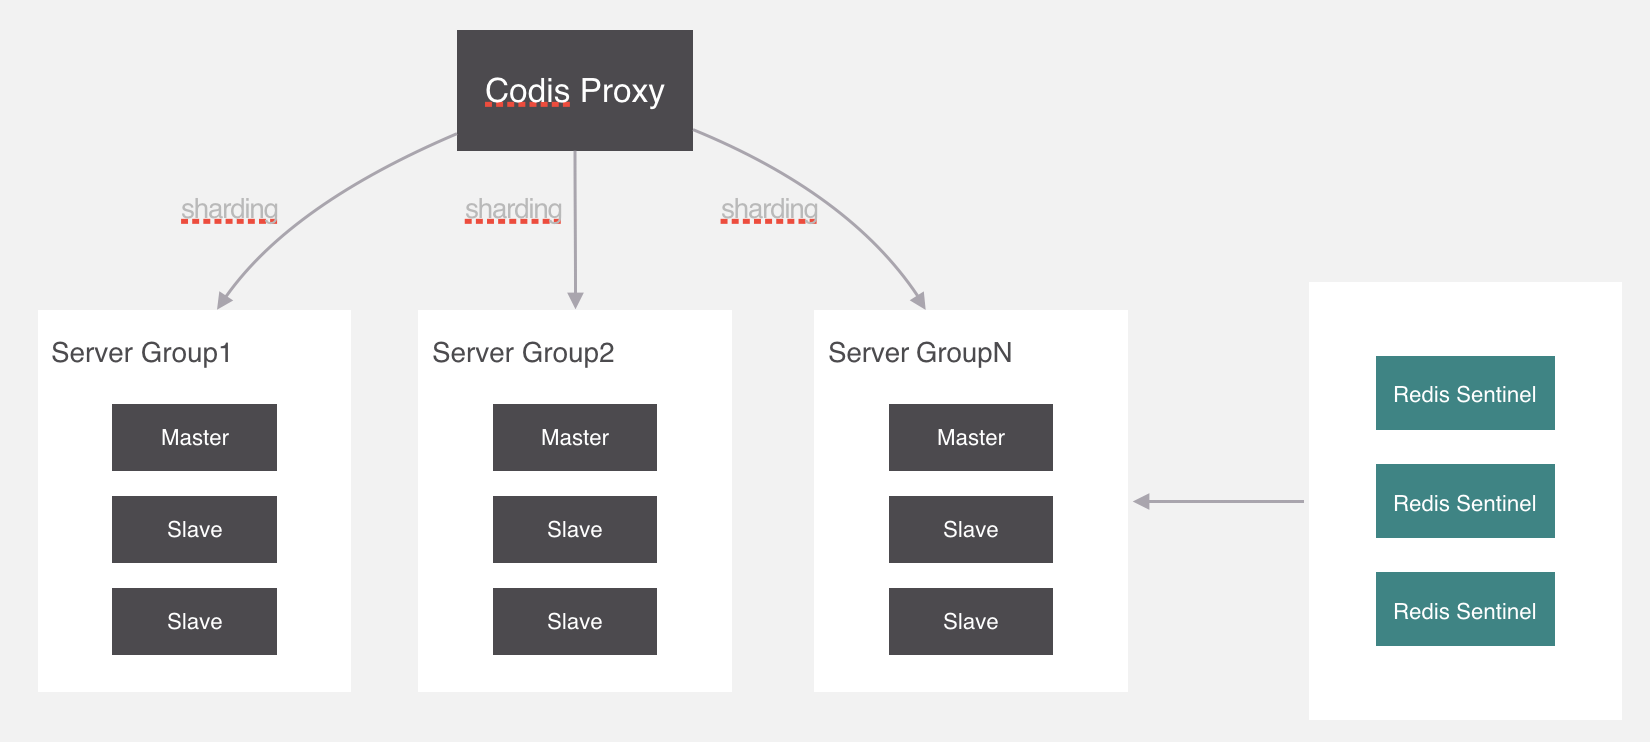 Codis Proxy
sharding
sharding
sharding
Server Group1
Master
Slave
Slave
Server Group2
Master
Slave
Slave
Server GroupN
Master
Slave
Slave
Redis Sentinel
Redis Sentinel
Redis Sentinel